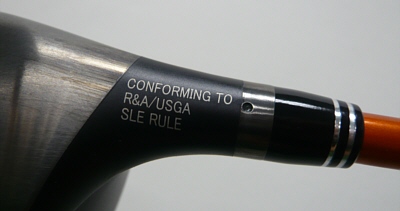 CONFORMING TO
R&A/USGA
SLE RULE